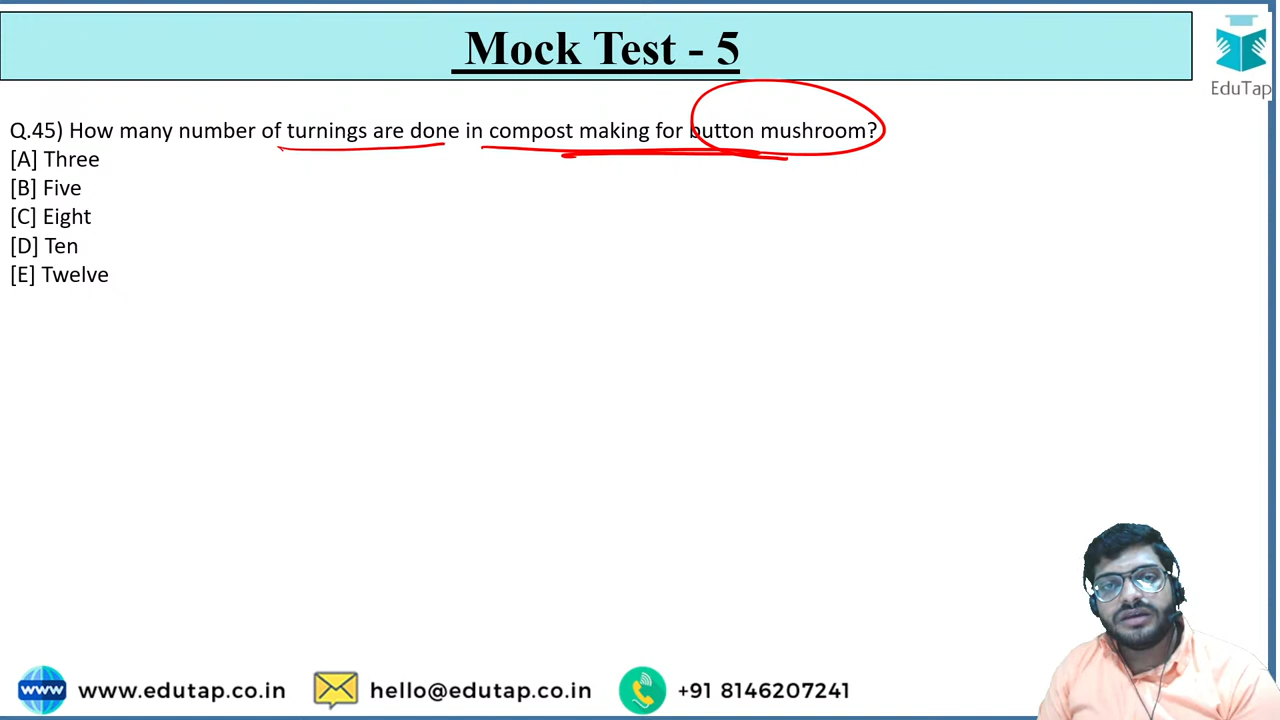 Mock Test - 5
EduTap
Q.45) How many number of turnings are done in compost making for button mushroom?
[A] Three
[B] Five
[C] Eight
[D] Ten
[E] Twelve
www www.edutap.co.in hello@edutap.co.in +91 8146207241